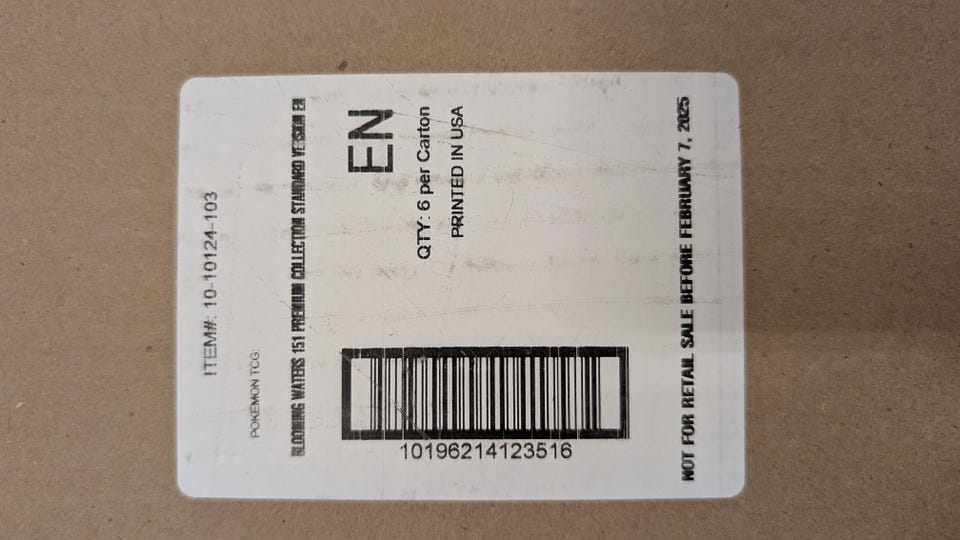 ITEM#: 10-10124-103
POKEMON TCG:
BLOOMING WATERS 151 PREMIUM COLLECTION STANDARD VERSION EN
EN
QTY: 6 per Carton
PRINTED IN USA
10196214123516
NOT FOR RETAIL SALE BEFORE FEBRUARY 7, 2025